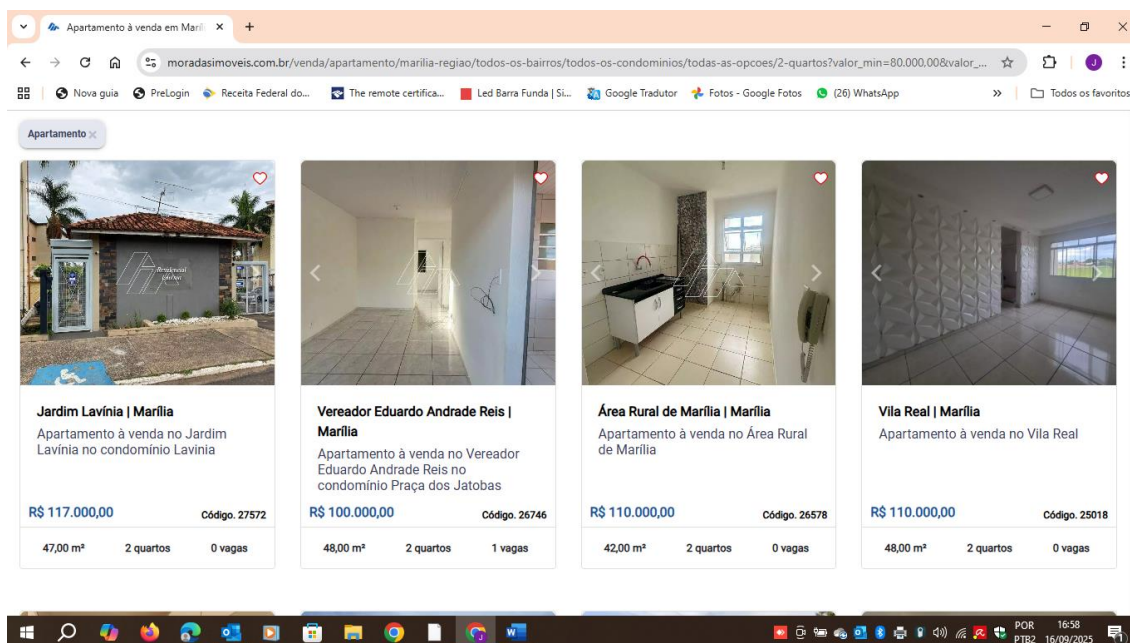 Apartamento à venda em Maríli
moradasimoveis.com.br/venda/apartamento/marilia-regiao/todos-os-bairros/todos-os-condominios/todas-as-opcoes/2-quartos?valor_min=80.000,00&valor_...
J
Nova guia
PreLogin
Receita Federal do...
The remote certifica...
Led Barra Funda | Si...
Google Tradutor
Fotos - Google Fotos
(26) WhatsApp
»
Todos os favoritos
Apartamento ×
Residencial
Jardim Lavínia | Marília
Apartamento à venda no Jardim
Lavínia no condomínio Lavinia
R$ 117.000,00
Código. 27572
47,00 m²
2 quartos
0 vagas
Vereador Eduardo Andrade Reis |
Marília
Apartamento à venda no Vereador
Eduardo Andrade Reis no
condomínio Praça dos Jatobas
R$ 100.000,00
Código. 26746
48,00 m²
2 quartos
1 vagas
Área Rural de Marília | Marília
Apartamento à venda no Área Rural
de Marília
R$ 110.000,00
Código. 26578
42,00 m²
2 quartos
0 vagas
Vila Real | Marília
Apartamento à venda no Vila Real
R$ 110.000,00
Código. 25018
48,00 m²
2 quartos
0 vagas
POR
PTB2
16:58
16/09/2025